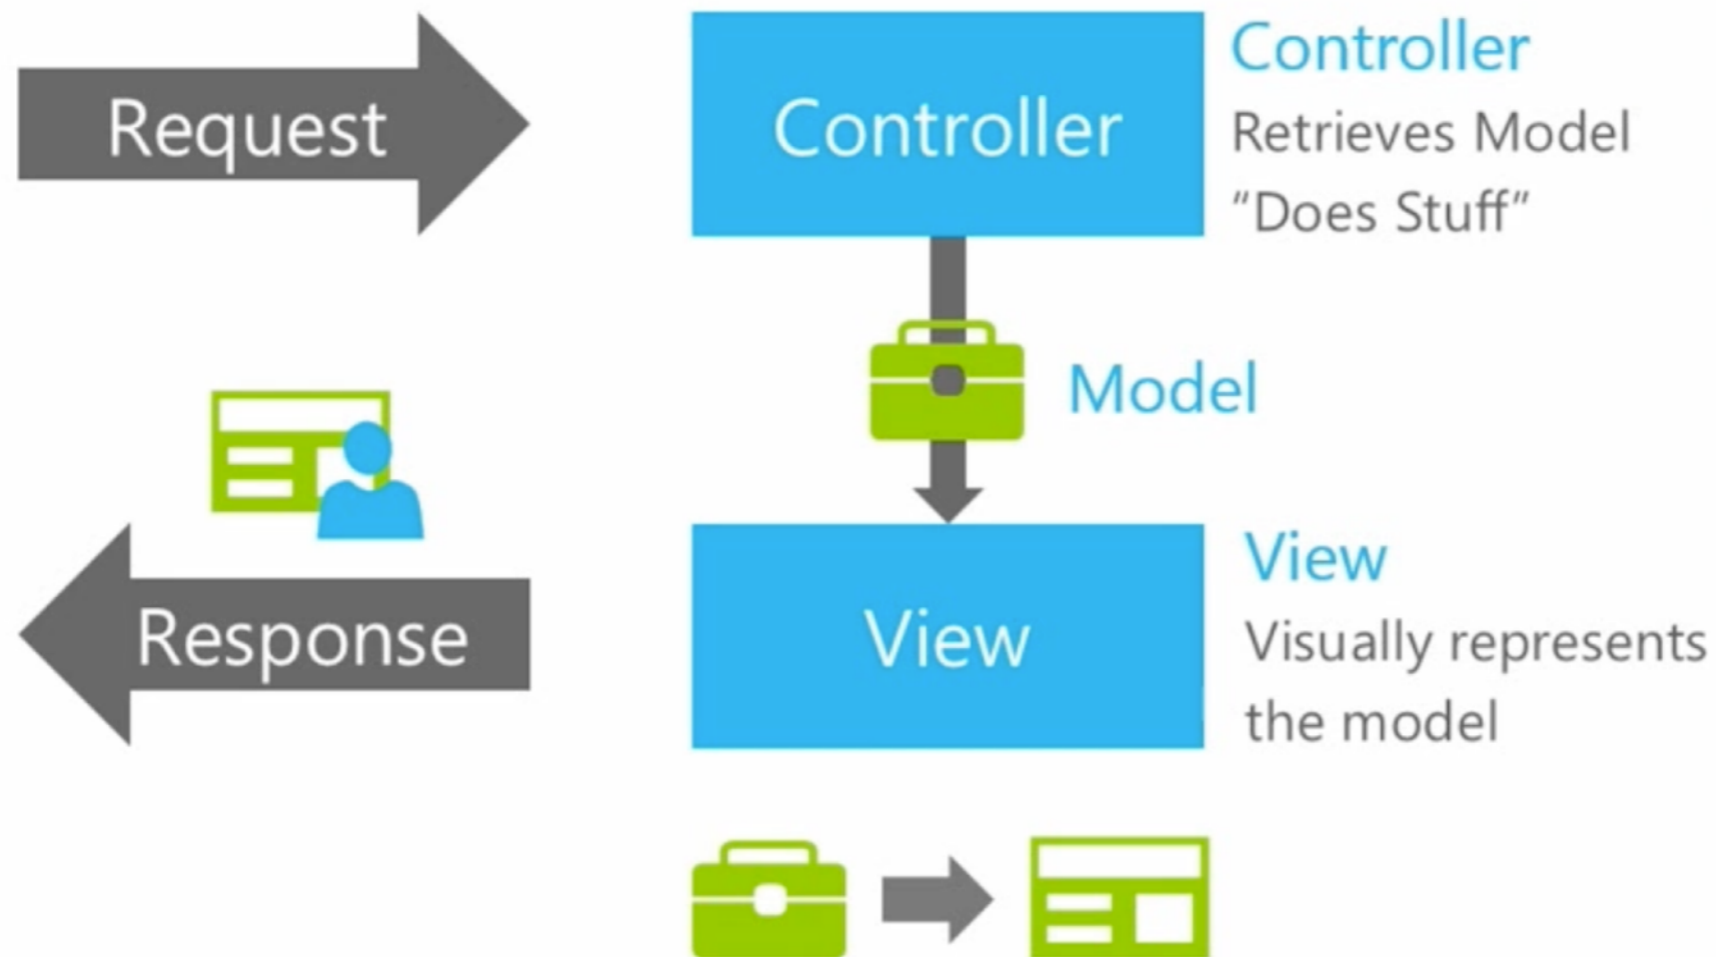 Request
Controller
Controller
Retrieves Model
“Does Stuff”
Model
Response
View
View
Visually represents
the model